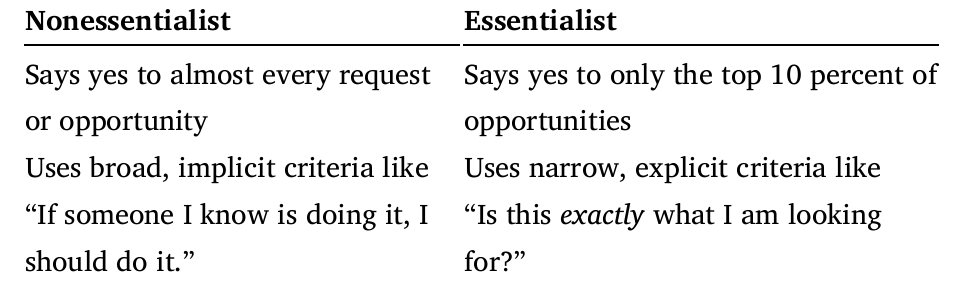 Nonessentialist
Says yes to almost every request
or opportunity
Uses broad, implicit criteria like
“If someone I know is doing it, I
should do it.”
Essentialist
Says yes to only the top 10 percent of
opportunities
Uses narrow, explicit criteria like
“Is this exactly what I am looking
for?”